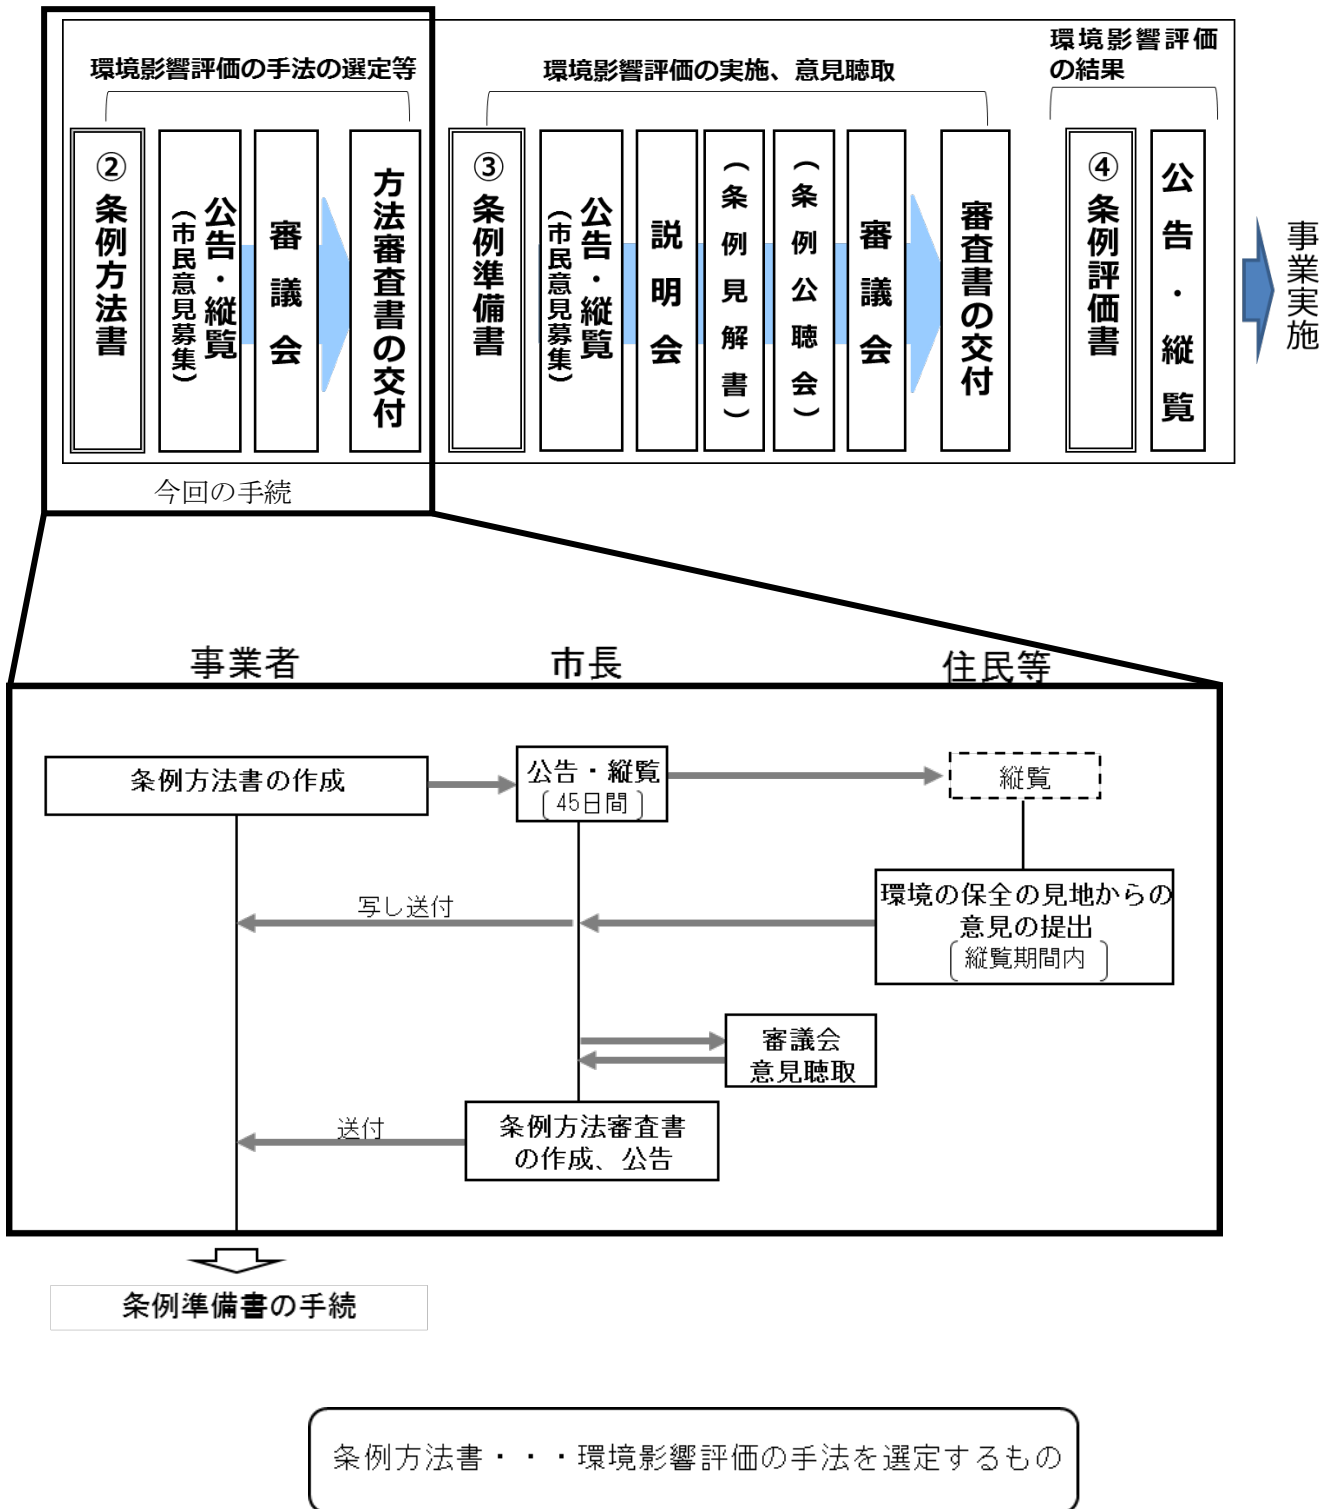 環境影響評価の手法の選定等
環境影響評価の実施、意見聴取
環境影響評価
の結果
②条例方法書
公告・縦覧
（市民意見募集）
審議会
方法審査書の交付
③条例準備書
公告・縦覧
（市民意見募集）
説明会
（条例見解書）
（条例公聴会）
審議会
審査書の交付
④条例評価書
公告・縦覧
事業実施
今回の手続
事業者
市長
住民等
条例方法書の作成
公告・縦覧
〔45日間〕
縦覧
環境の保全の見地からの
意見の提出
〔縦覧期間内〕
写し送付
審議会
意見聴取
送付
条例方法審査書
の作成、公告
条例準備書の手続
条例方法書・・・環境影響評価の手法を選定するもの